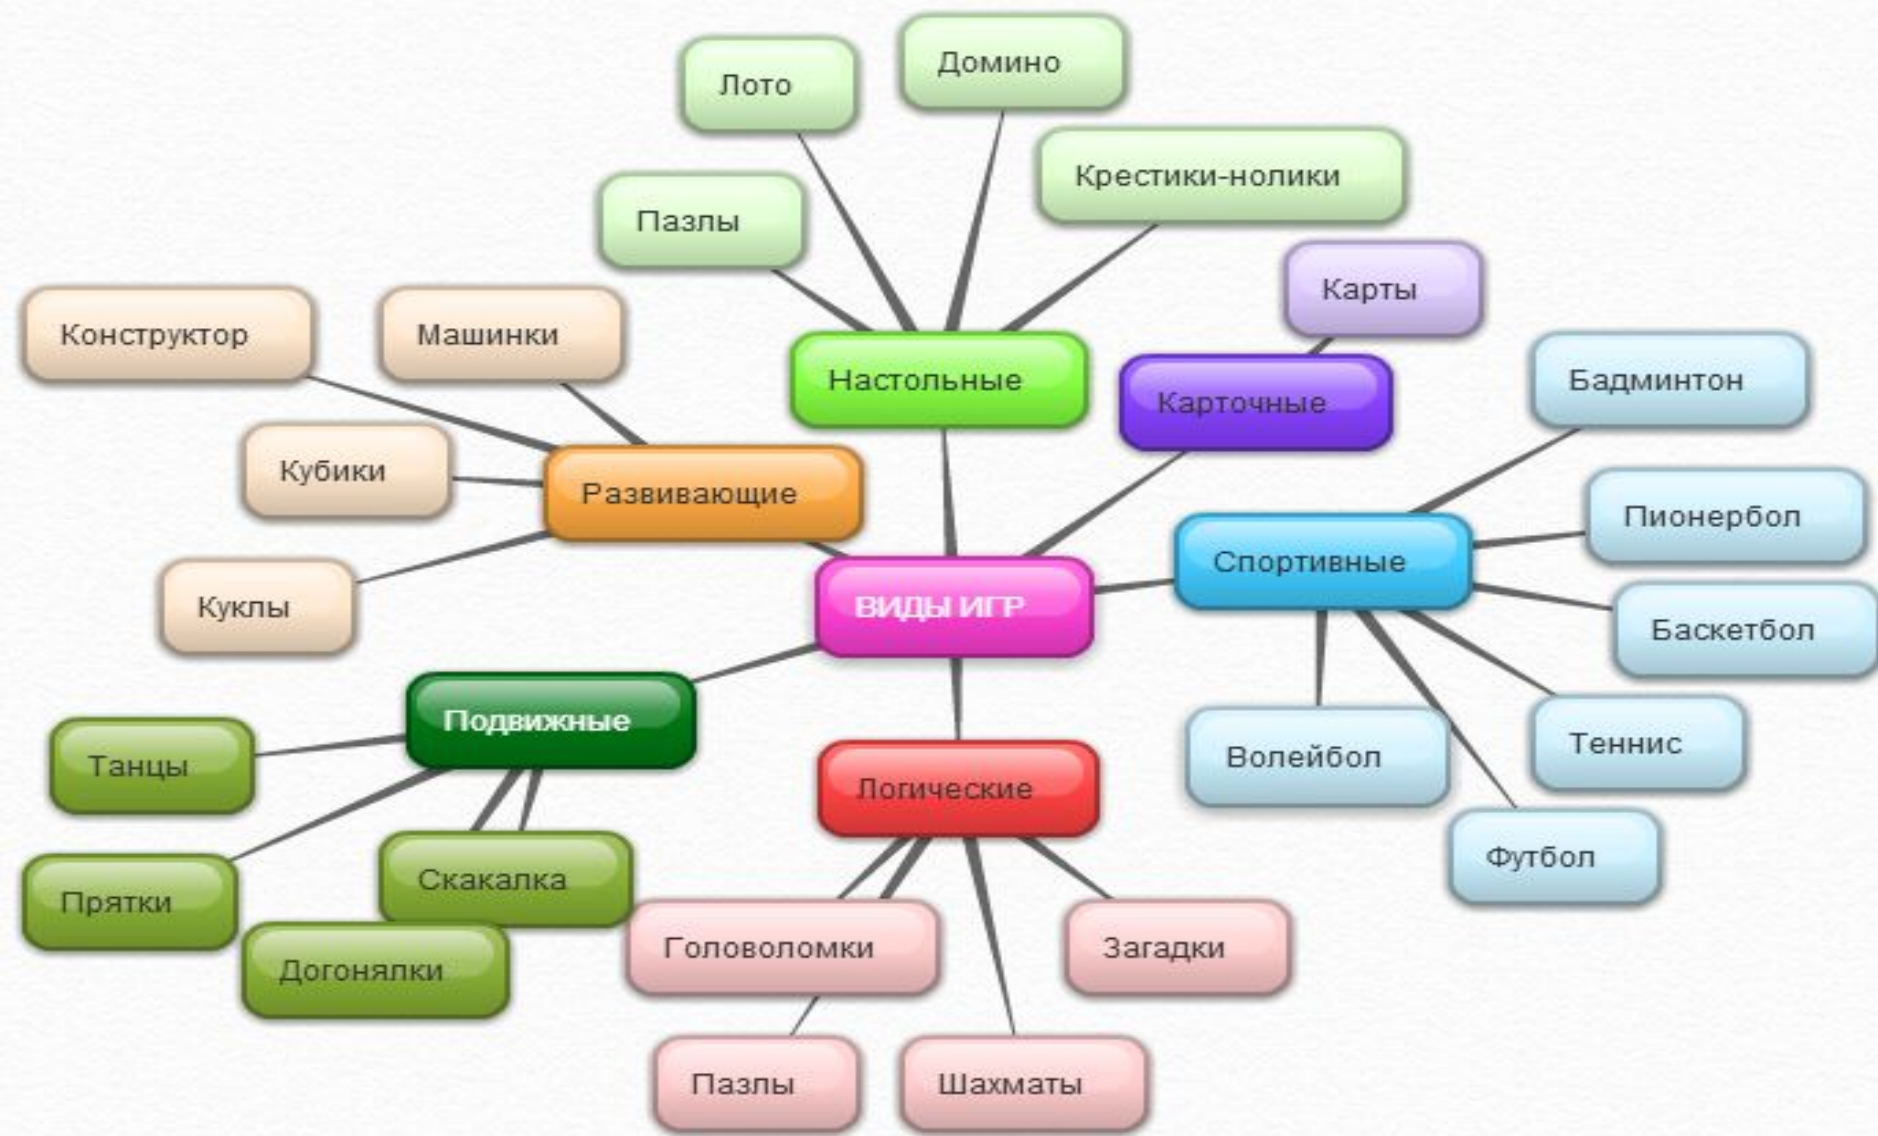 Домино
Лото
Крестики-нолики
Пазлы
Карты
Конструктор
Машинки
Настольные
Бадминтон
Карточные
Кубики
Развивающие
Пионербол
Спортивные
Куклы
ВИДЫ ИГР
Баскетбол
Подвижные
Теннис
Волейбол
Танцы
Логические
Футбол
Скакалка
Прятки
Головоломки
Загадки
Догонялки
Пазлы
Шахматы